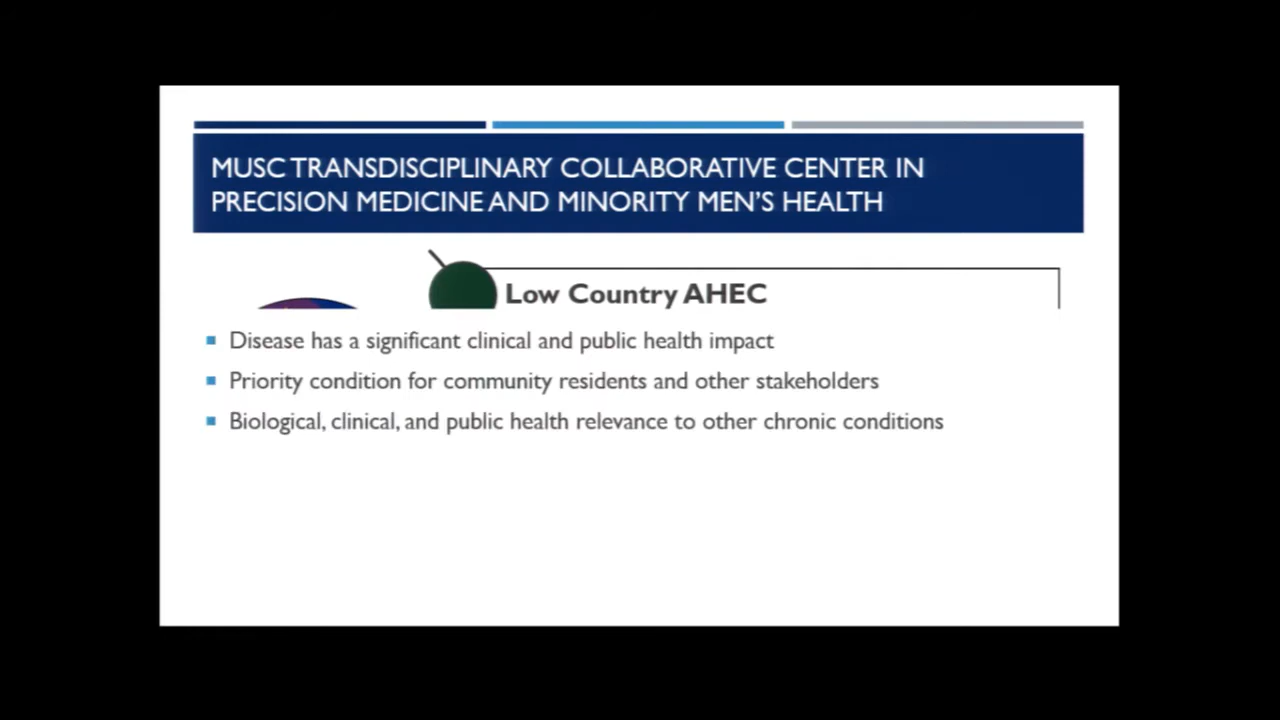 MUSC TRANSDISCIPLINARY COLLABORATIVE CENTER IN
PRECISION MEDICINE AND MINORITY MEN'S HEALTH
Low Country AHEC
Disease has a significant clinical and public health impact
Priority condition for community residents and other stakeholders
Biological, clinical, and public health relevance to other chronic conditions